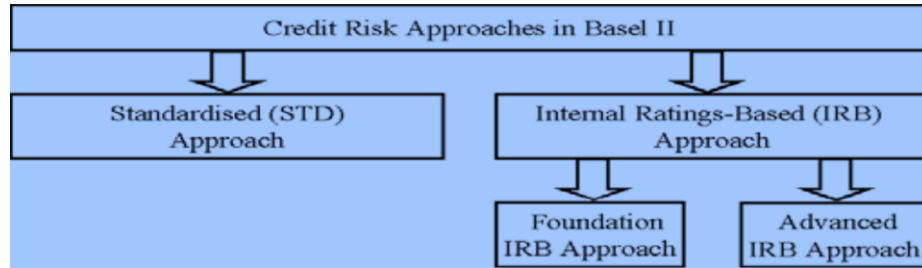 Credit Risk Approaches in Basel II
Standardised (STD)
Approach
Internal Ratings-Based (IRB)
Approach
Foundation
IRB Approach
Advanced
IRB Approach